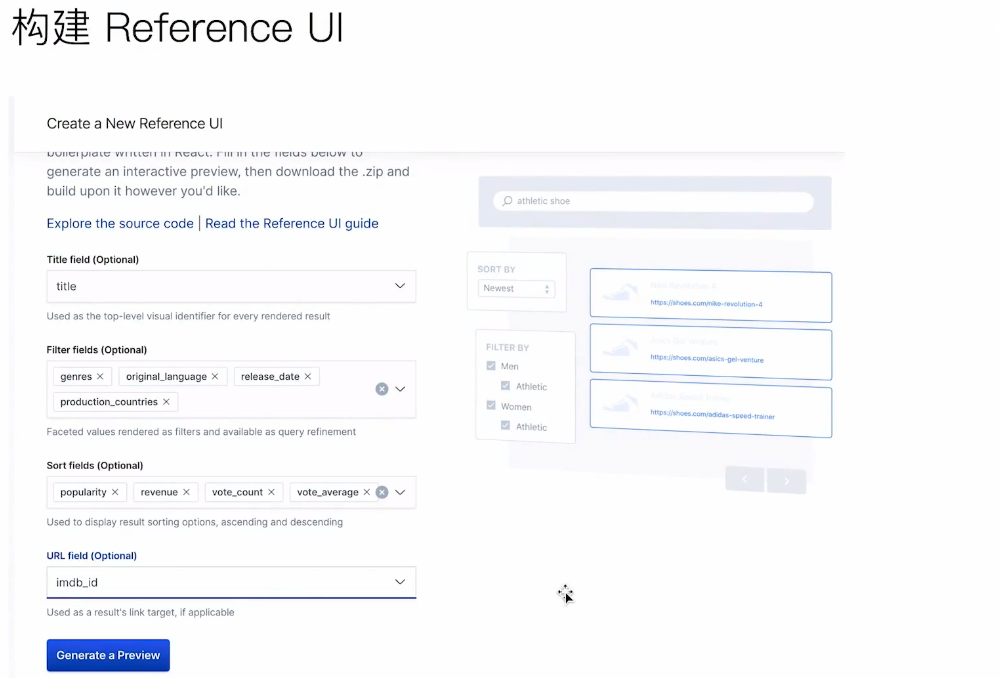 构建 Reference UI
Create a New Reference UI
boilerplate written in React. Fill in the fields below to
generate an interactive preview, then download the .zip and
build upon it however you'd like.
Explore the source code | Read the Reference UI guide
Title field (Optional)
title
Used as the top-level visual identifier for every rendered result
Filter fields (Optional)
genres
original_language
release_date
production_countries
Faceted values rendered as filters and available as query refinement
Sort fields (Optional)
popularity
revenue
vote_count
vote_average
Used to display result sorting options, ascending and descending
URL field (Optional)
imdb_id
Used as a result's link target, if applicable
Generate a Preview
athletic shoe
SORT BY
Newest
FILTER BY
Men
Athletic
Women
Athletic
https://shoes.com/nike-revolution-4
https://shoes.com/asics-gel-venture
https://shoes.com/adidas-speed-trainer